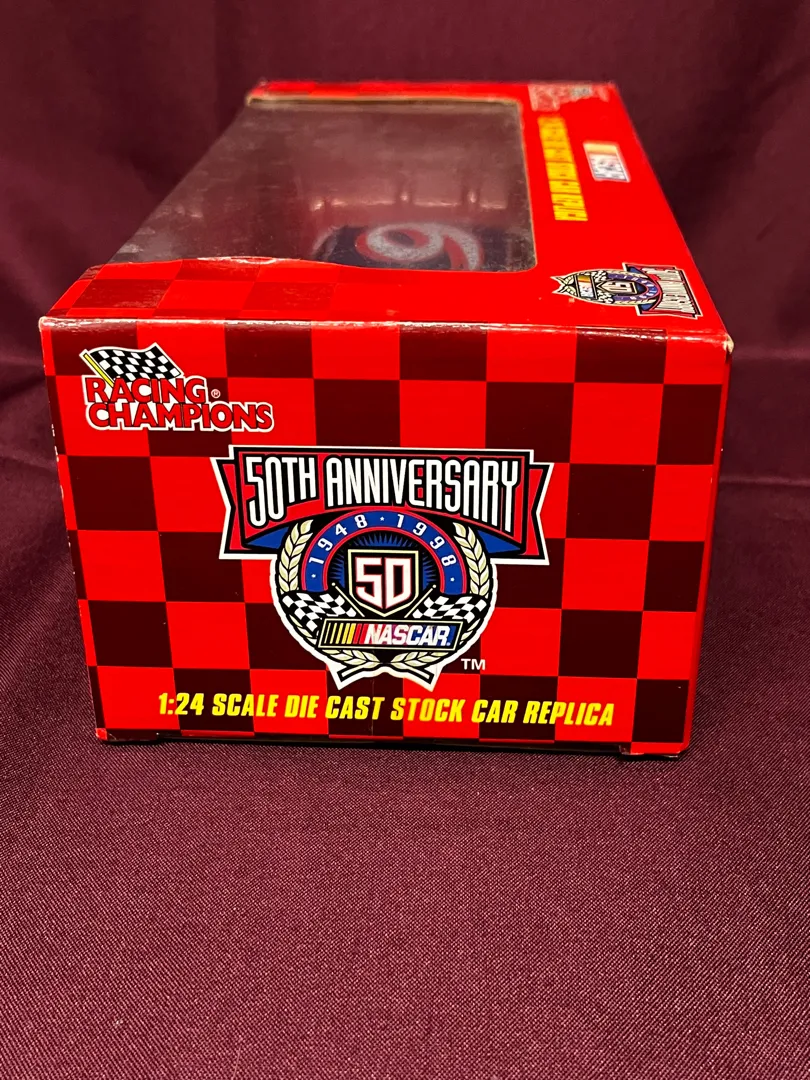 RACING®
CHAMPIONS
50TH ANNIVERSARY
1948 • 1998
50
NASCAR
TM
1:24 SCALE DIE CAST STOCK CAR REPLICA